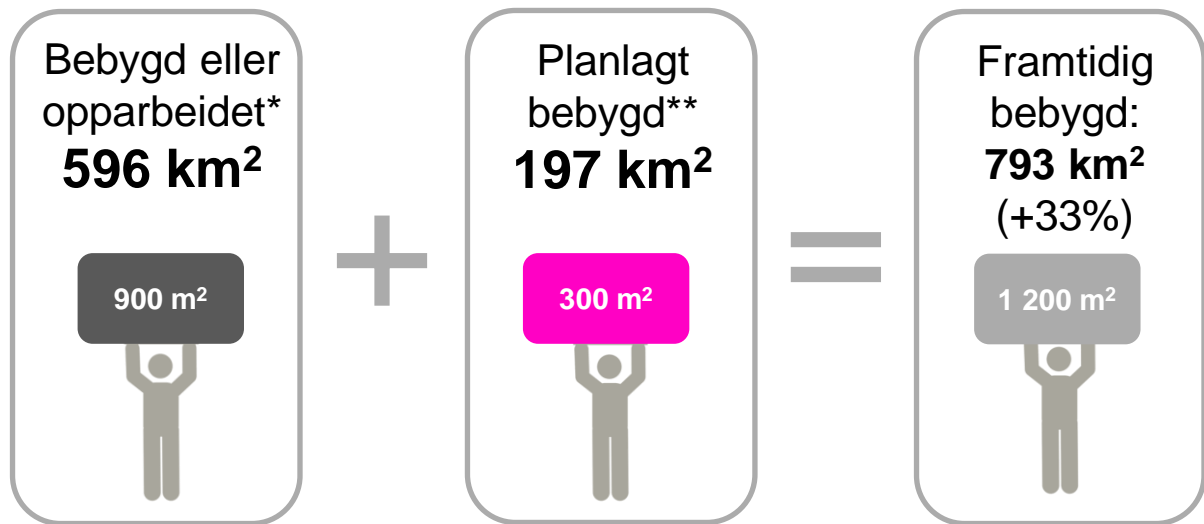 Bebygd eller
opparbeidet*
596 km²
900 m²
+
Planlagt
bebygd**
197 km²
300 m²
=
Framtidig
bebygd:
793 km²
(+33%)
1 200 m²